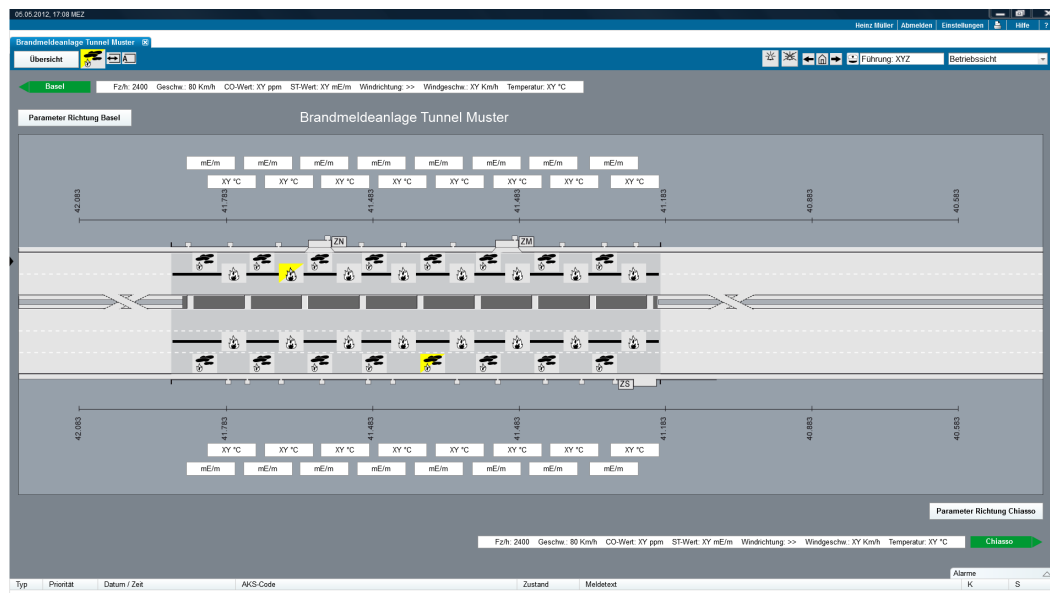 05.05.2012, 17:08 MEZ
Heinz Müller Abmelden Einstellungen Hilfe ?
Brandmeldeanlage Tunnel Muster
Übersicht A Führung: XYZ Betriebssicht
Basel Fz/h: 2400 Geschw.: 80 Km/h CO-Wert: XY ppm ST-Wert: XY mE/m Windrichtung: >> Windgeschw.: XY Km/h Temperatur: XY °C
Parameter Richtung Basel Brandmeldeanlage Tunnel Muster
mE/m mE/m mE/m mE/m mE/m mE/m mE/m mE/m
XY °C XY °C XY °C XY °C XY °C XY °C XY °C XY °C
42.083 41.783 41.483 41.483 41.183 40.883 40.583
ZN ZM
ZS
42.083 41.783 41.483 41.483 41.183 40.883 40.583
XY °C XY °C XY °C XY °C XY °C XY °C XY °C XY °C
mE/m mE/m mE/m mE/m mE/m mE/m mE/m mE/m
Parameter Richtung Chiasso
Fz/h: 2400 Geschw.: 80 Km/h CO-Wert: XY ppm ST-Wert: XY mE/m Windrichtung: >> Windgeschw.: XY Km/h Temperatur: XY °C Chiasso
Alarme
Typ Priorität Datum / Zeit AKS-Code Zustand Meldetext K S